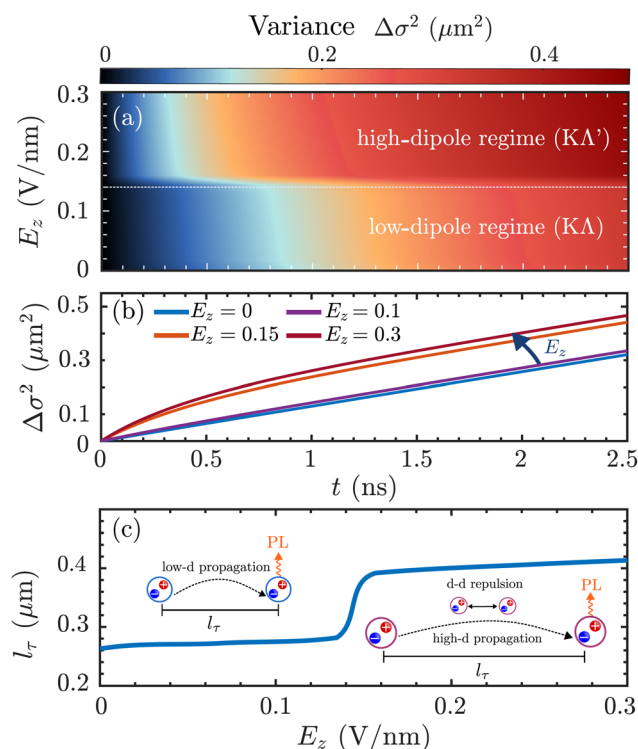 Variance Δσ² (μm²)
0 0.2 0.4
0.3
0.2
0.1
0
E_z (V/nm)
(a)
high-dipole regime (KΛ')
low-dipole regime (KΛ)
0.5
0.3
0.1
0
Δσ² (μm²)
(b)
E_z = 0 E_z = 0.1
E_z = 0.15 E_z = 0.3
E_z
0 0.5 1 1.5 2 2.5
t (ns)
(c)
0.4
0.3
0.2
l_τ (μm)
PL
low-d propagation
+ +
- -
l_τ
d-d repulsion
PL
+ +
- -
+ +
- -
high-d propagation
l_τ
0 0.1 0.2 0.3
E_z (V/nm)